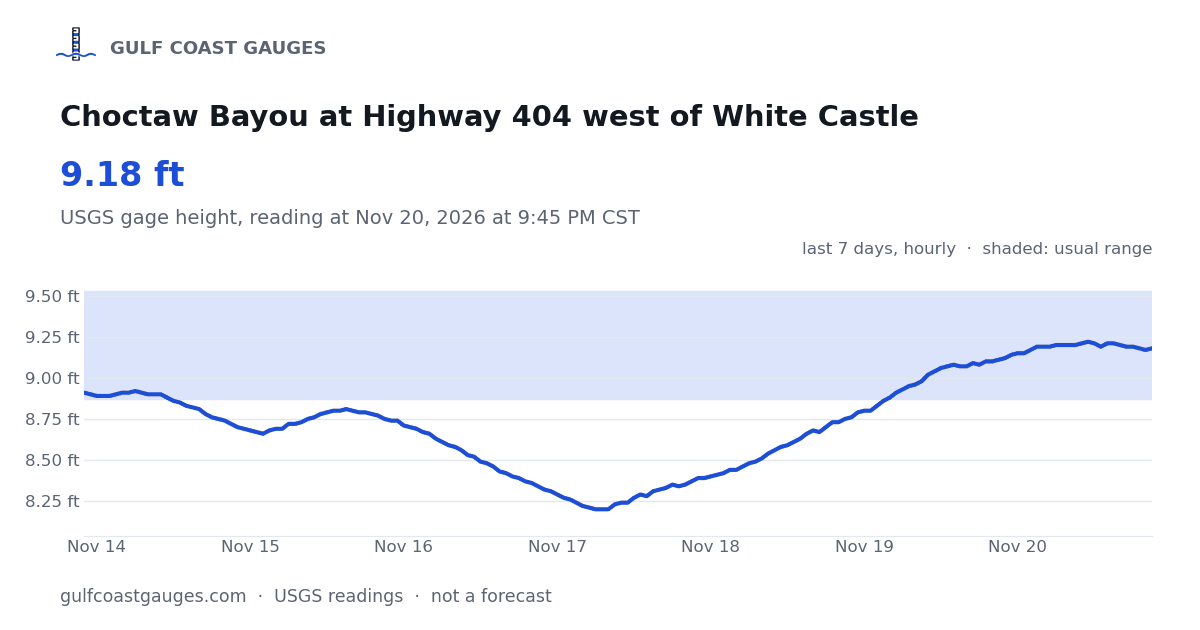 GULF COAST GAUGES
Choctaw Bayou at Highway 404 west of White Castle
9.18 ft
USGS gage height, reading at Nov 20, 2026 at 9:45 PM CST
last 7 days, hourly · shaded: usual range
9.50 ft
9.25 ft
9.00 ft
8.75 ft
8.50 ft
8.25 ft
Nov 14 Nov 15 Nov 16 Nov 17 Nov 18 Nov 19 Nov 20
gulfcoastgauges.com · USGS readings · not a forecast